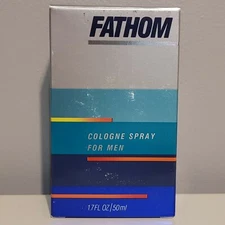 FATHOM
COLOGNE SPRAY
FOR MEN
1.7FL OZ/50ml